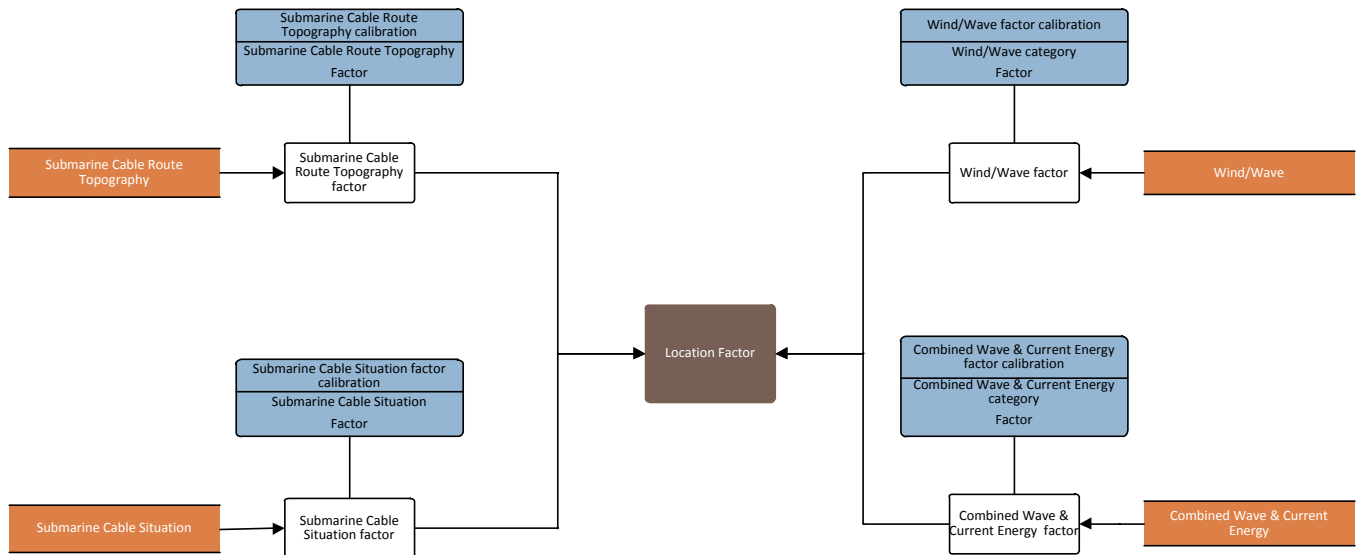 Submarine Cable Route
Topography calibration
Submarine Cable Route Topography
Factor
Wind/Wave factor calibration
Wind/Wave category
Factor
Submarine Cable Route
Topography
Submarine Cable
Route Topography
factor
Wind/Wave factor
Wind/Wave
Location Factor
Submarine Cable Situation factor
calibration
Submarine Cable Situation
Factor
Combined Wave & Current Energy
factor calibration
Combined Wave & Current Energy
category
Factor
Submarine Cable Situation
Submarine Cable
Situation factor
Combined Wave &
Current Energy factor
Combined Wave & Current
Energy